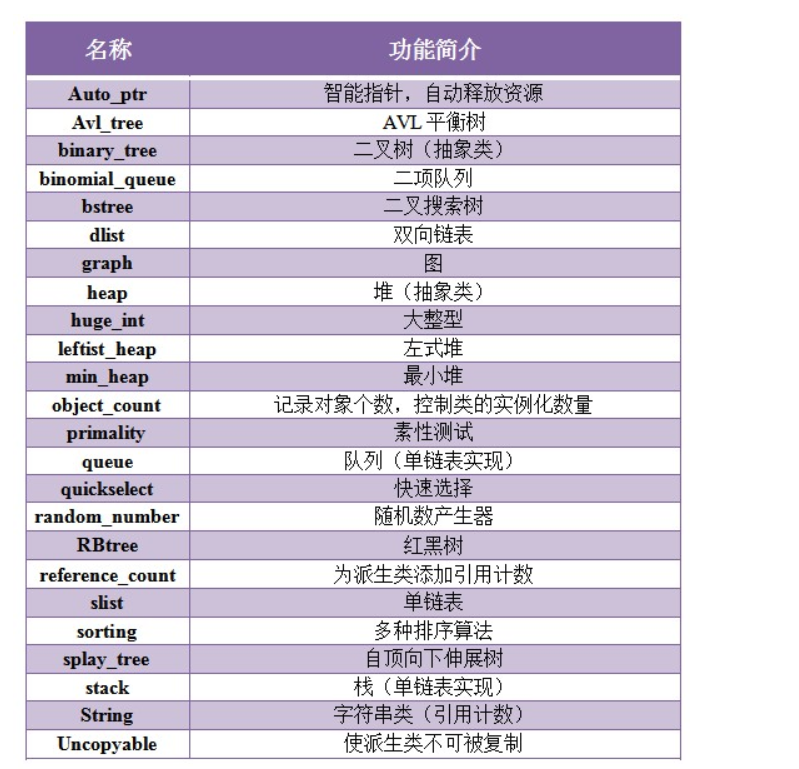 名称 功能简介
Auto_ptr 智能指针，自动释放资源
Avl_tree AVL 平衡树
binary_tree 二叉树（抽象类）
binomial_queue 二项队列
bstree 二叉搜索树
dlist 双向链表
graph 图
heap 堆（抽象类）
huge_int 大整型
leftist_heap 左式堆
min_heap 最小堆
object_count 记录对象个数，控制类的实例化数量
primality 素性测试
queue 队列（单链表实现）
quickselect 快速选择
random_number 随机数产生器
RBtree 红黑树
reference_count 为派生类添加引用计数
slist 单链表
sorting 多种排序算法
splay_tree 自顶向下伸展树
stack 栈（单链表实现）
String 字符串类（引用计数）
Uncopyable 使派生类不可被复制